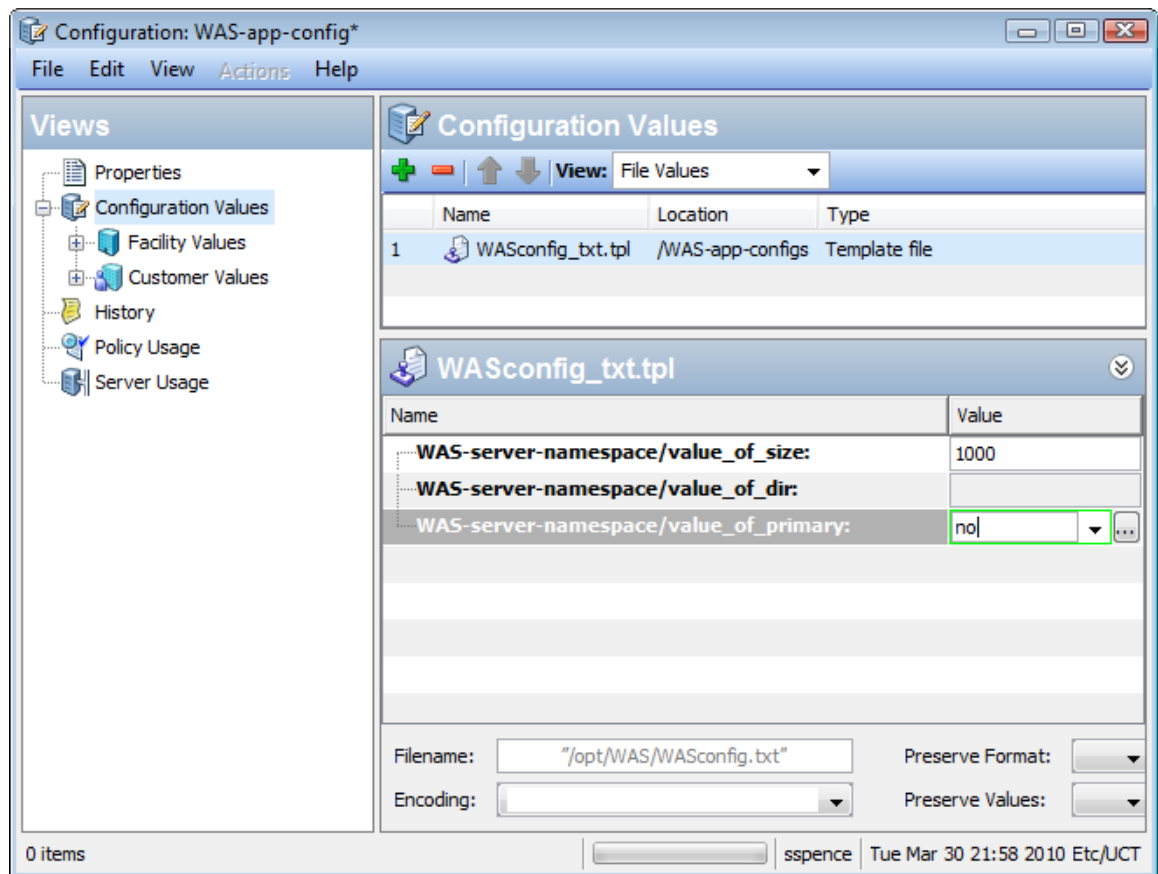 Configuration: WAS-app-config*
File Edit View Actions Help
Views
Properties
Configuration Values
Facility Values
Customer Values
History
Policy Usage
Server Usage
Configuration Values
View: File Values
Name Location Type
1 WASconfig_txt.tpl /WAS-app-configs Template file
WASconfig_txt.tpl
Name Value
WAS-server-namespace/value_of_size: 1000
WAS-server-namespace/value_of_dir:
WAS-server-namespace/value_of_primary: no ...
Filename: "/opt/WAS/WASconfig.txt" Preserve Format:
Encoding: Preserve Values:
0 items sspence Tue Mar 30 21:58 2010 Etc/UCT